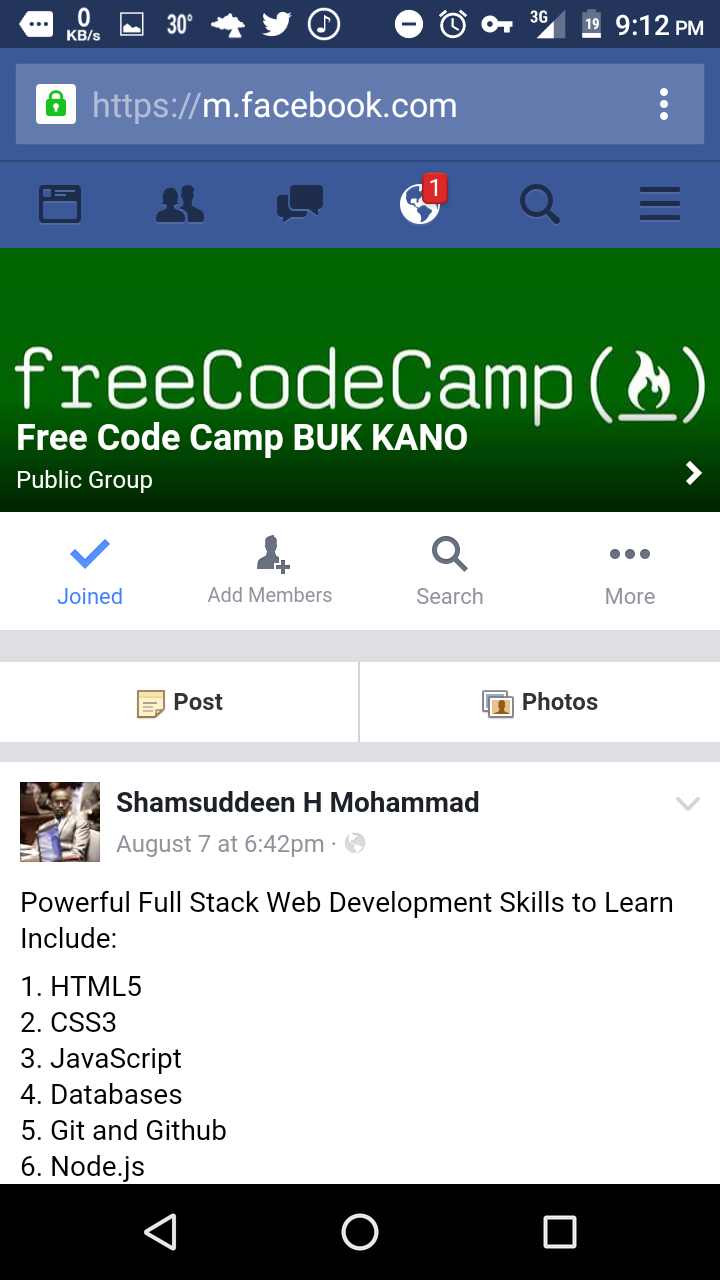 0
KB/s
30°
3G
19
9:12 PM
https://m.facebook.com
1
freeCodeCamp
Free Code Camp BUK KANO
Public Group
Joined
Add Members
Search
More
Post
Photos
Shamsuddeen H Mohammad
August 7 at 6:42pm ·
Powerful Full Stack Web Development Skills to Learn
Include:
1. HTML5
2. CSS3
3. JavaScript
4. Databases
5. Git and Github
6. Node.js